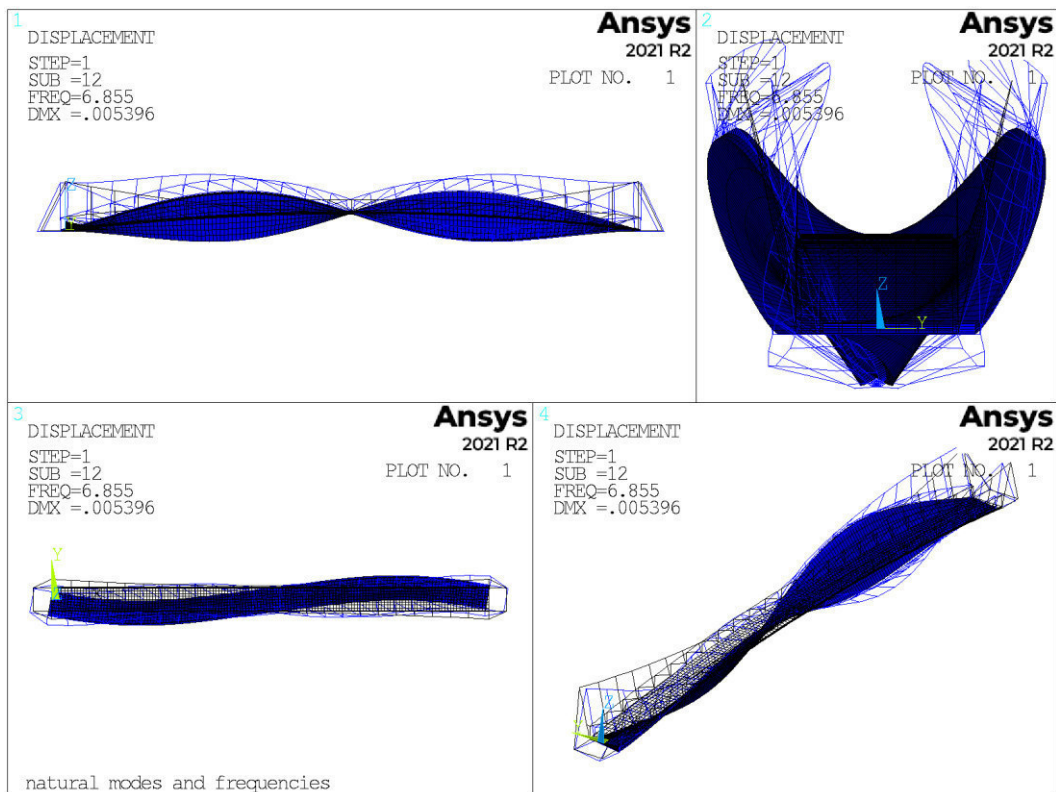 1
Ansys
2021 R2
DISPLACEMENT
STEP=1
SUB =12
FREQ=6.855
DMX =.005396
PLOT NO. 1
Z
2
Ansys
2021 R2
DISPLACEMENT
STEP=1
SUB =12
FREQ=6.855
DMX =.005396
PLOT NO. 1
Z
Y
3
Ansys
2021 R2
DISPLACEMENT
STEP=1
SUB =12
FREQ=6.855
DMX =.005396
PLOT NO. 1
Y
natural modes and frequencies
4
Ansys
2021 R2
DISPLACEMENT
STEP=1
SUB =12
FREQ=6.855
DMX =.005396
PLOT NO. 1
Z
Y